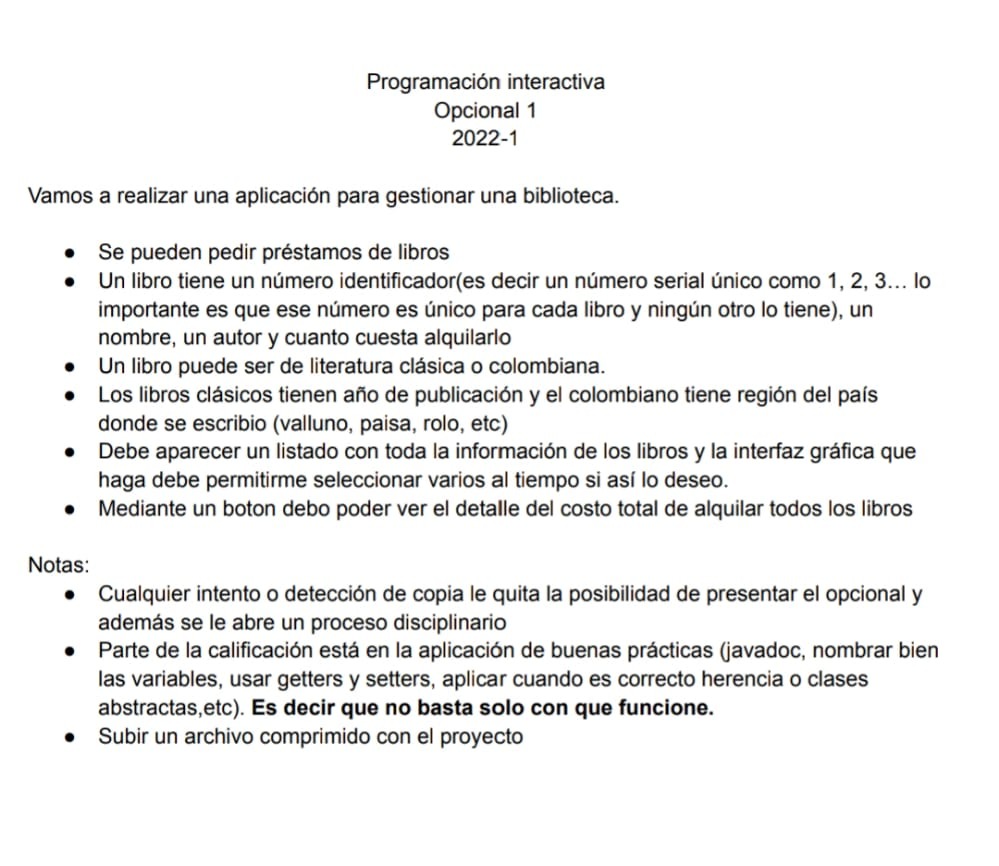 Programación interactiva
Opcional 1
2022-1
Vamos a realizar una aplicación para gestionar una biblioteca.
● Se pueden pedir préstamos de libros
● Un libro tiene un número identificador(es decir un número serial único como 1, 2, 3... lo
importante es que ese número es único para cada libro y ningún otro lo tiene), un
nombre, un autor y cuanto cuesta alquilarlo
● Un libro puede ser de literatura clásica o colombiana.
● Los libros clásicos tienen año de publicación y el colombiano tiene región del país
donde se escribio (valluno, paisa, rolo, etc)
● Debe aparecer un listado con toda la información de los libros y la interfaz gráfica que
haga debe permitirme seleccionar varios al tiempo si así lo deseo.
● Mediante un boton debo poder ver el detalle del costo total de alquilar todos los libros
Notas:
● Cualquier intento o detección de copia le quita la posibilidad de presentar el opcional y
además se le abre un proceso disciplinario
● Parte de la calificación está en la aplicación de buenas prácticas (javadoc, nombrar bien
las variables, usar getters y setters, aplicar cuando es correcto herencia o clases
abstractas,etc). Es decir que no basta solo con que funcione.
● Subir un archivo comprimido con el proyecto